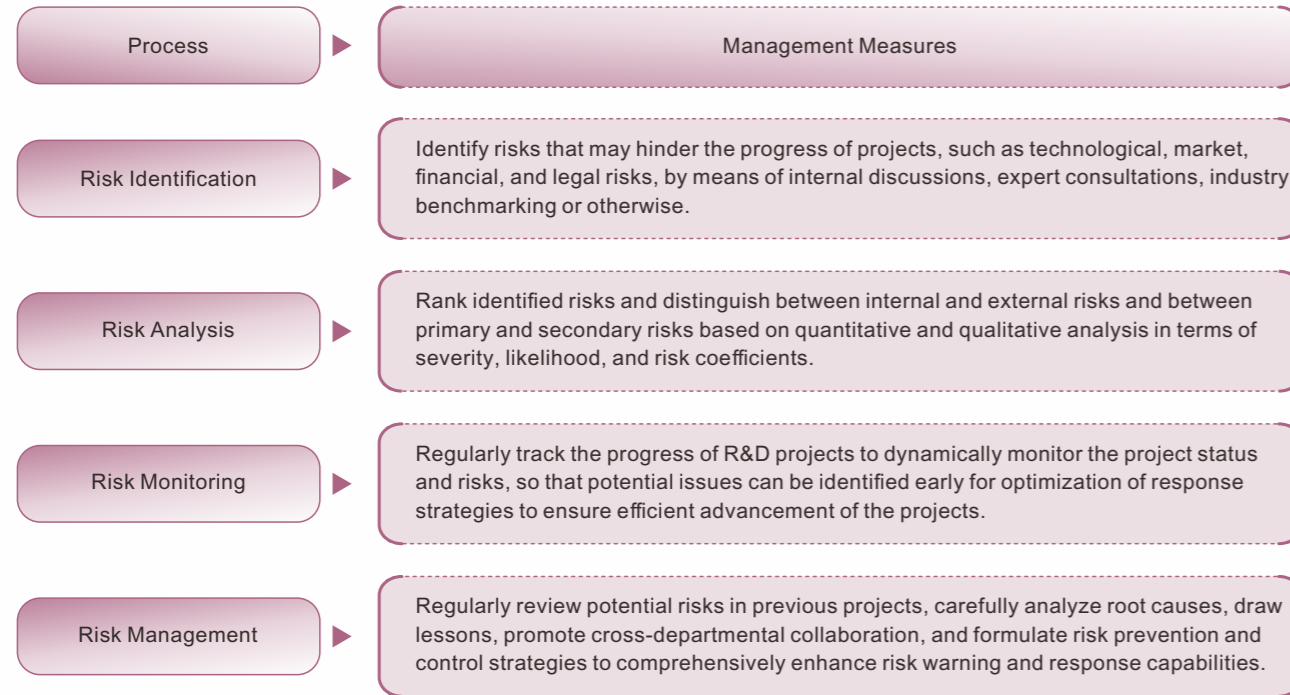 Process
Management Measures
Risk Identification
Identify risks that may hinder the progress of projects, such as technological, market,
financial, and legal risks, by means of internal discussions, expert consultations, industry
benchmarking or otherwise.
Risk Analysis
Rank identified risks and distinguish between internal and external risks and between
primary and secondary risks based on quantitative and qualitative analysis in terms of
severity, likelihood, and risk coefficients.
Risk Monitoring
Regularly track the progress of R&D projects to dynamically monitor the project status
and risks, so that potential issues can be identified early for optimization of response
strategies to ensure efficient advancement of the projects.
Risk Management
Regularly review potential risks in previous projects, carefully analyze root causes, draw
lessons, promote cross-departmental collaboration, and formulate risk prevention and
control strategies to comprehensively enhance risk warning and response capabilities.